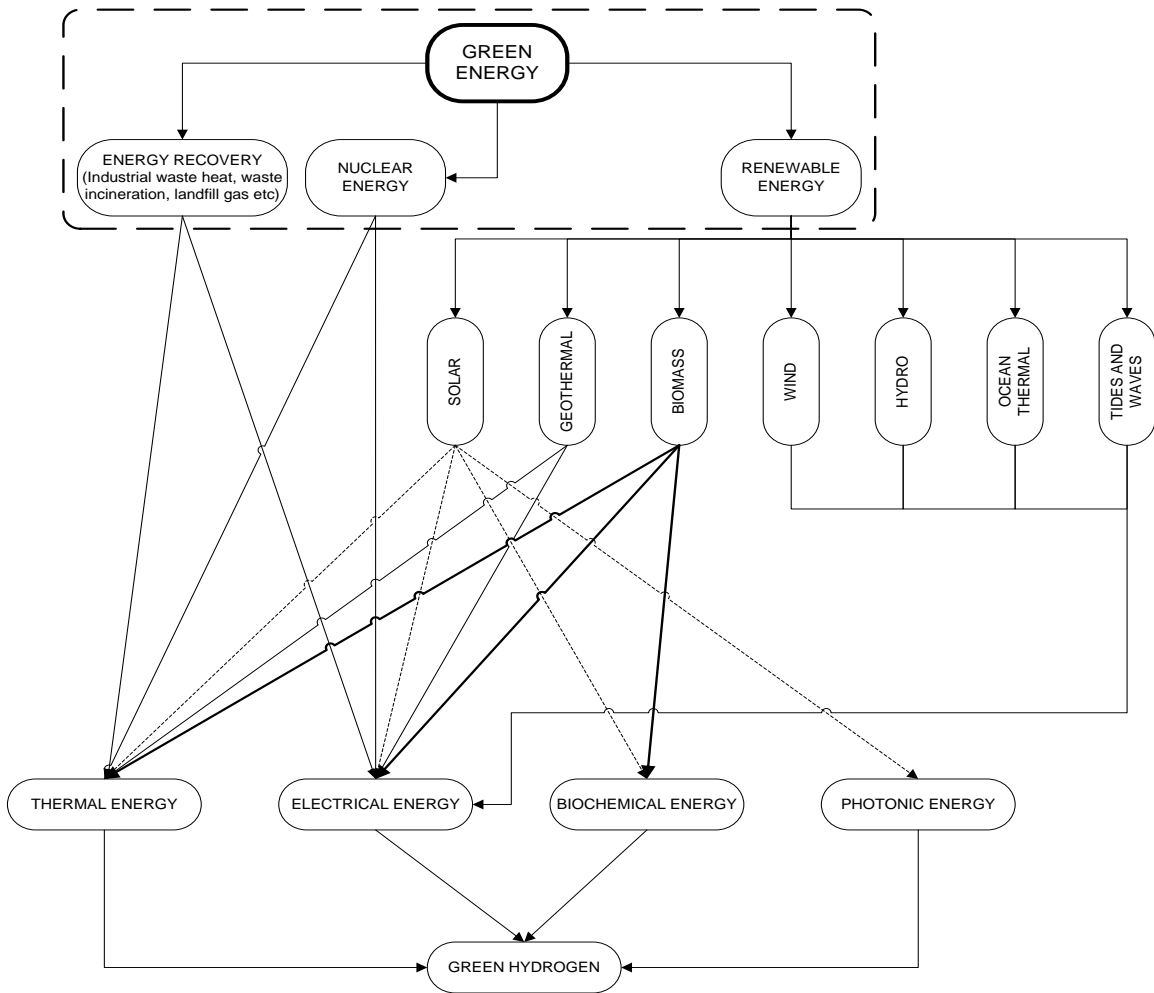 GREEN
ENERGY
ENERGY RECOVERY
(Industrial waste heat, waste
incineration, landfill gas etc)
NUCLEAR
ENERGY
RENEWABLE
ENERGY
SOLAR
GEOTHERMAL
BIOMASS
WIND
HYDRO
OCEAN
THERMAL
TIDES AND
WAVES
THERMAL ENERGY
ELECTRICAL ENERGY
BIOCHEMICAL ENERGY
PHOTONIC ENERGY
GREEN HYDROGEN